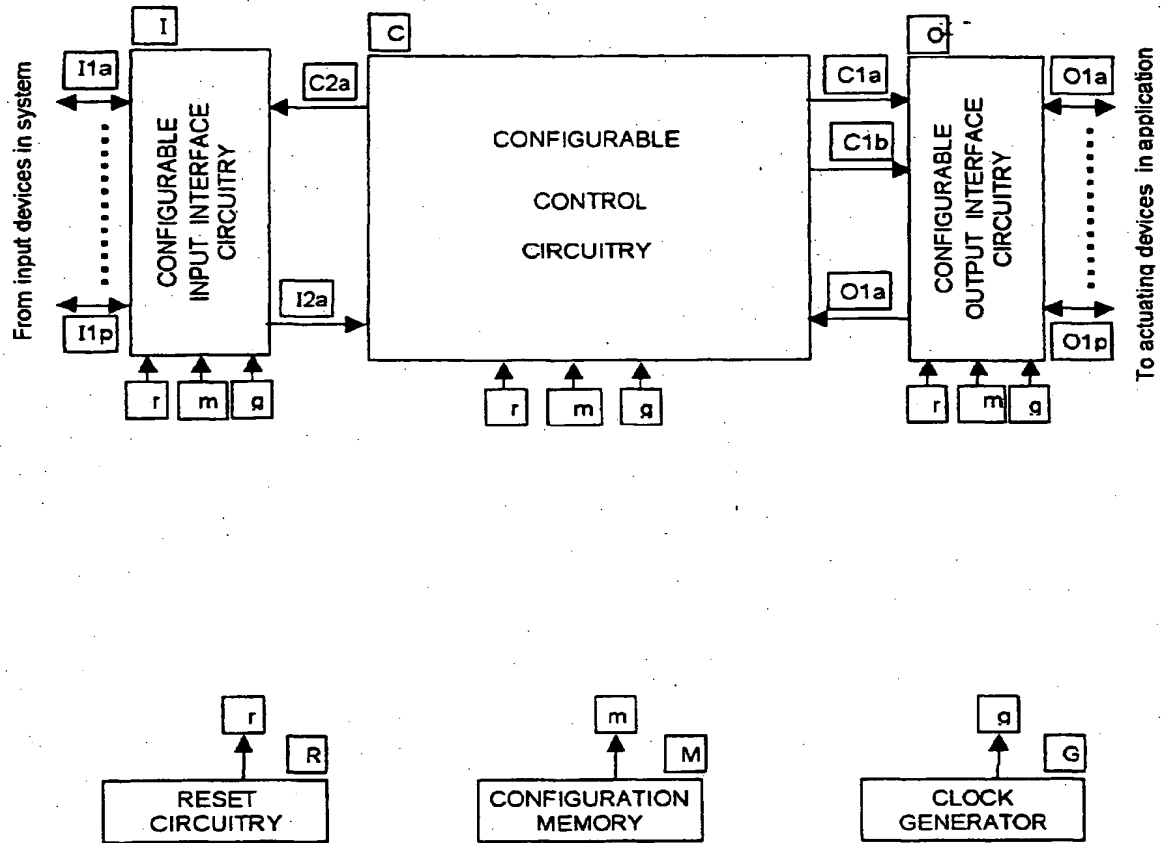 I
C
O
From input devices in system
I1a
I1p
CONFIGURABLE
INPUT INTERFACE
CIRCUITRY
C2a
I2a
CONFIGURABLE
CONTROL
CIRCUITRY
C1a
C1b
O1a
CONFIGURABLE
OUTPUT INTERFACE
CIRCUITRY
O1a
O1p
To actuating devices in application
r m g
r m g
r m g
r
R
RESET
CIRCUITRY
m
M
CONFIGURATION
MEMORY
g
G
CLOCK
GENERATOR